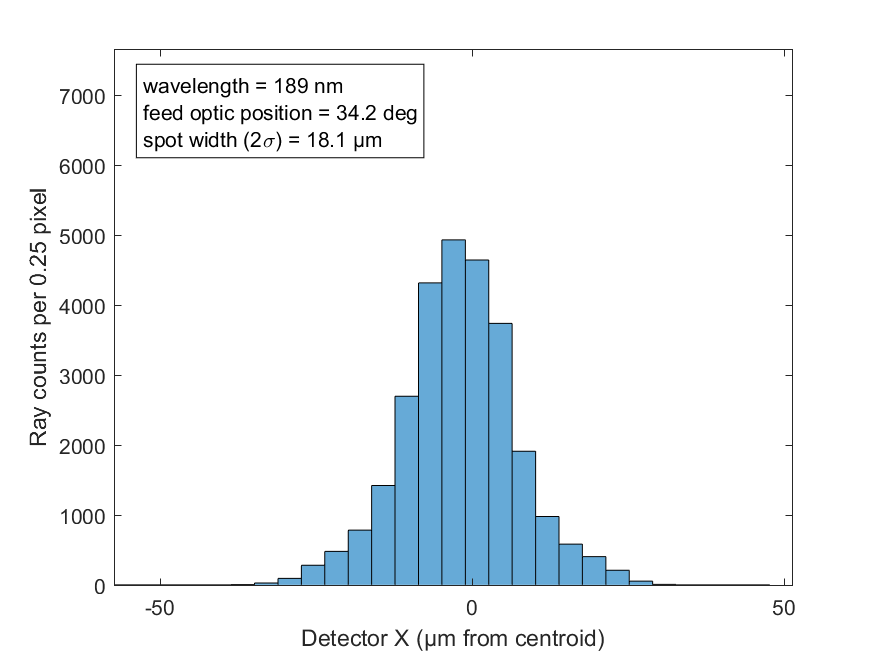 wavelength = 189 nm
feed optic position = 34.2 deg
spot width (2σ) = 18.1 µm
7000
6000
5000
4000
3000
2000
1000
0
Ray counts per 0.25 pixel
-50
0
50
Detector X (µm from centroid)